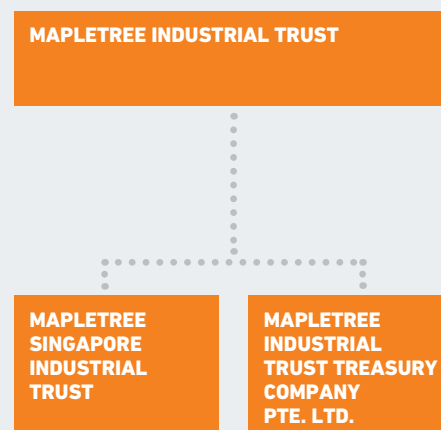 MAPLETREE INDUSTRIAL TRUST
MAPLETREE
SINGAPORE
INDUSTRIAL
TRUST
MAPLETREE
INDUSTRIAL
TRUST TREASURY
COMPANY
PTE. LTD.